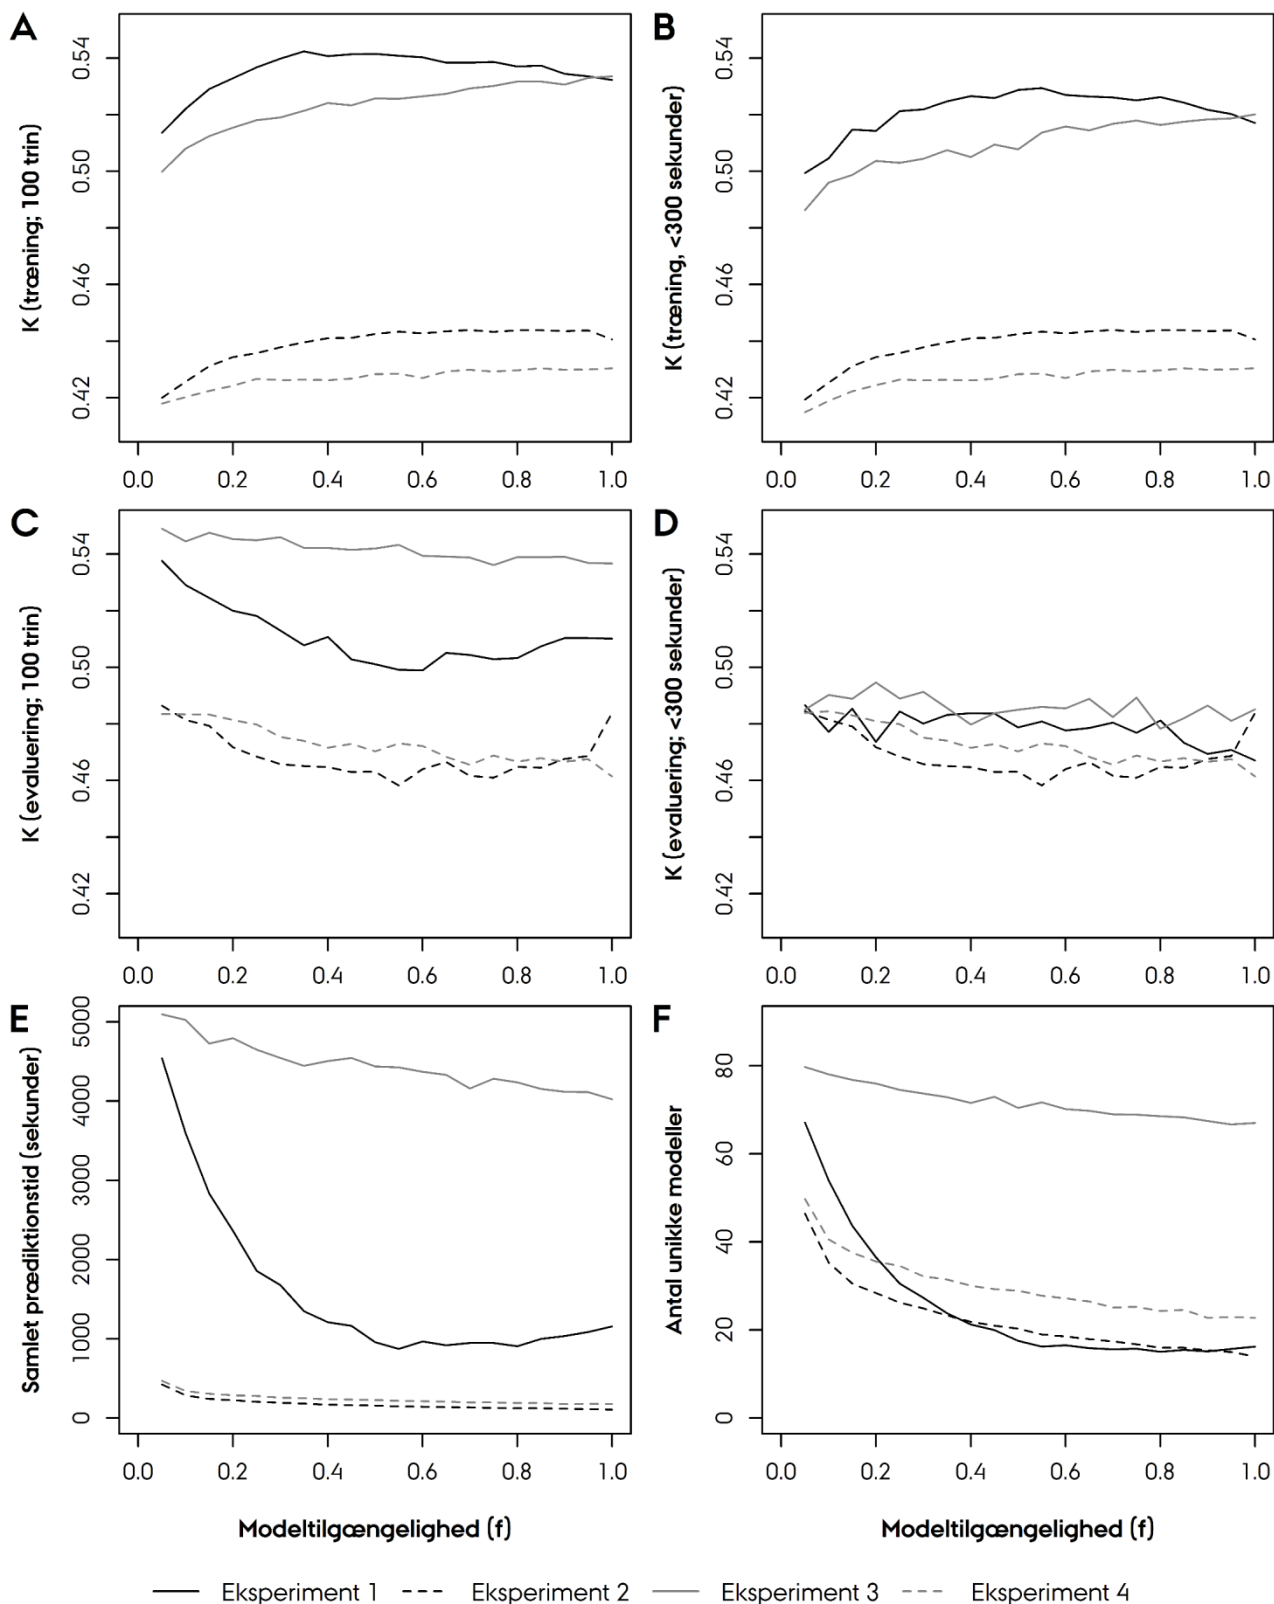 A
K (træning; 100 trin)
0.54
0.50
0.46
0.42
0.0 0.2 0.4 0.6 0.8 1.0
B
K (træning, <300 sekunder)
0.54
0.50
0.46
0.42
0.0 0.2 0.4 0.6 0.8 1.0
C
K (evaluering; 100 trin)
0.54
0.50
0.46
0.42
0.0 0.2 0.4 0.6 0.8 1.0
D
K (evaluering; <300 sekunder)
0.54
0.50
0.46
0.42
0.0 0.2 0.4 0.6 0.8 1.0
E
Samlet prædiktionstid (sekunder)
5000
4000
3000
2000
1000
0
0.0 0.2 0.4 0.6 0.8 1.0
Modeltilgængelighed (f)
F
Antal unikke modeller
80
60
40
20
0
0.0 0.2 0.4 0.6 0.8 1.0
Modeltilgængelighed (f)
Eksperiment 1 Eksperiment 2 Eksperiment 3 Eksperiment 4